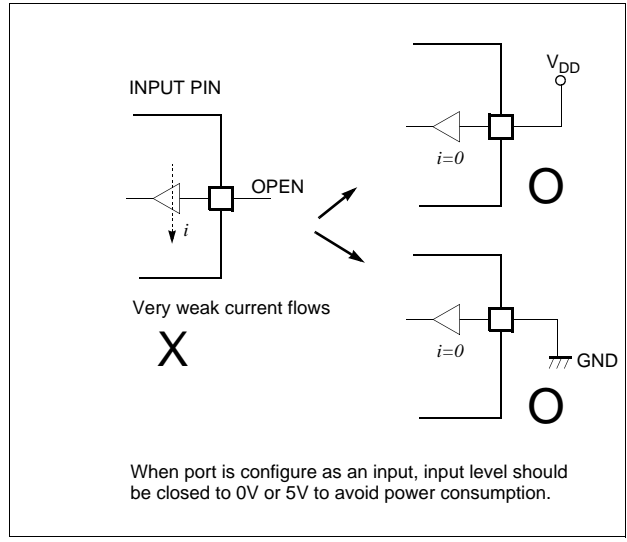 INPUT PIN
OPEN
i
Very weak current flows
X
VDD
i=0
O
i=0
GND
O
When port is configure as an input, input level should
be closed to 0V or 5V to avoid power consumption.